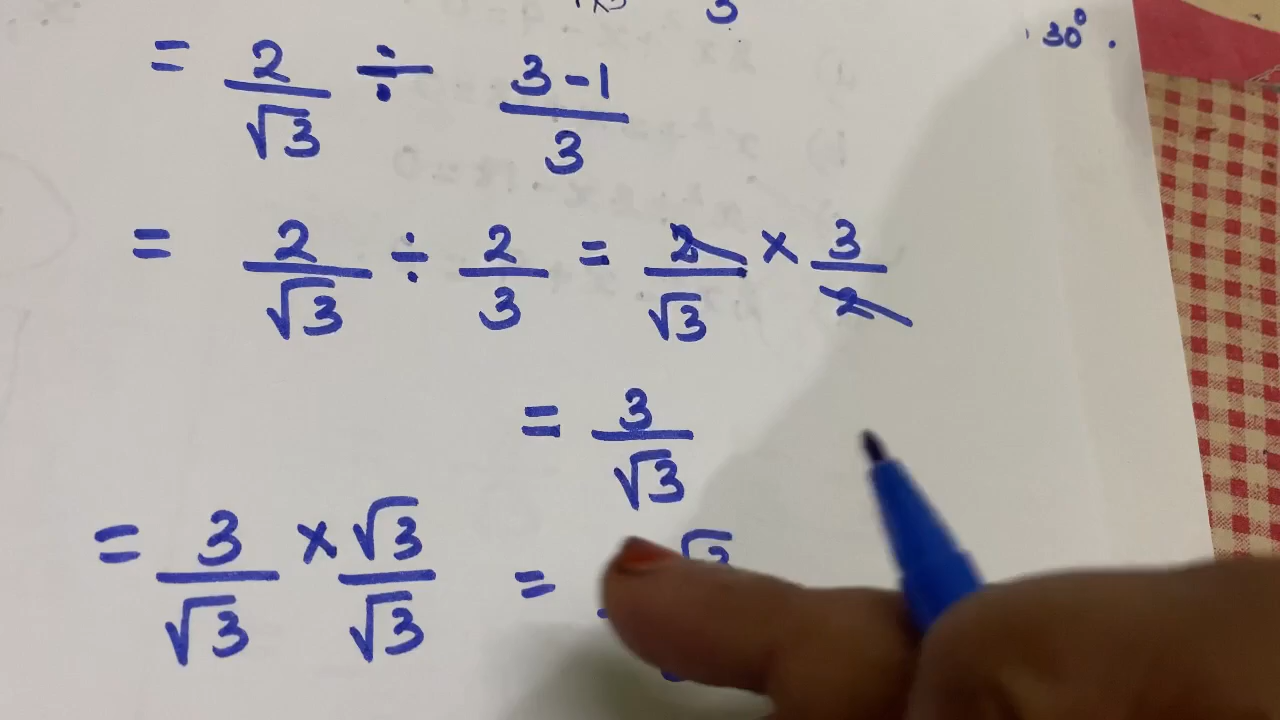 30°.
= 2/√3 ÷ (3-1)/3
= 2/√3 ÷ 2/3 = 2/√3 × 3/2
= 3/√3
= 3/√3 × √3/√3 =